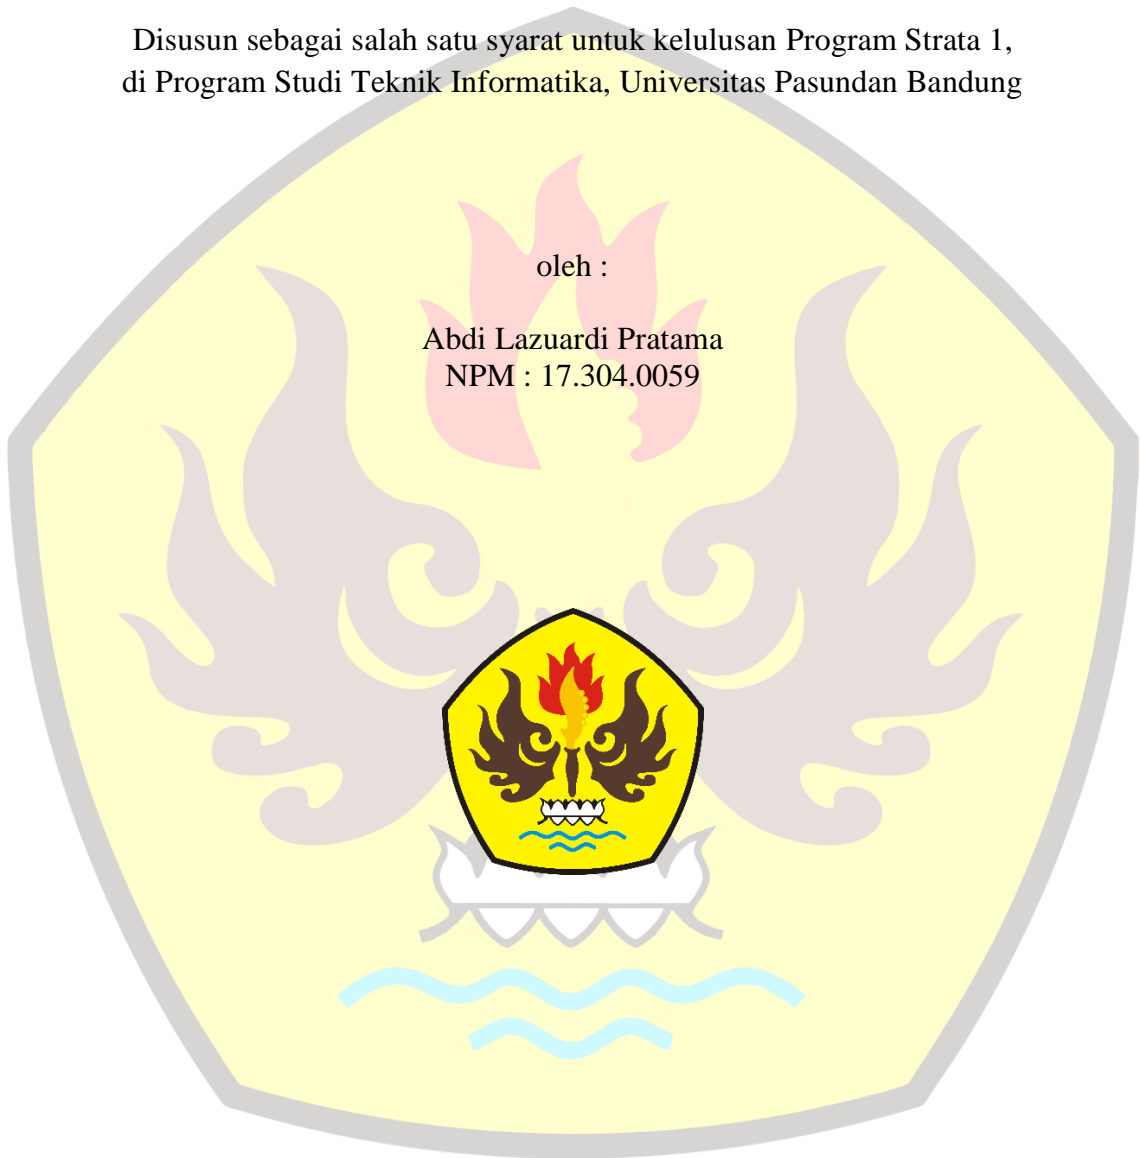 Disusun sebagai salah satu syarat untuk kelulusan Program Strata 1,
di Program Studi Teknik Informatika, Universitas Pasundan Bandung
oleh :
Abdi Lazuardi Pratama
NPM : 17.304.0059